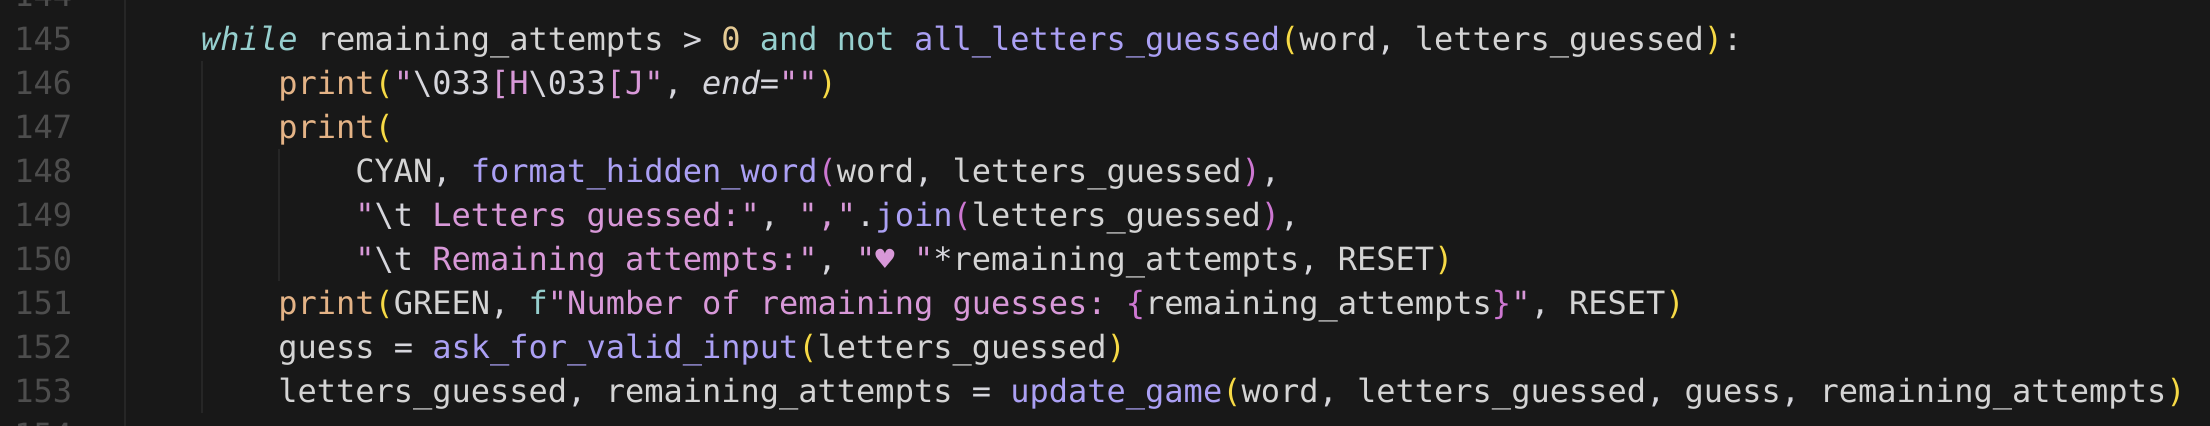 145 while remaining_attempts > 0 and not all_letters_guessed(word, letters_guessed):
146 print("\033[H\033[J", end="")
147 print(
148 CYAN, format_hidden_word(word, letters_guessed),
149 "\t Letters guessed:", ",".join(letters_guessed),
150 "\t Remaining attempts:", "♥ "*remaining_attempts, RESET)
151 print(GREEN, f"Number of remaining guesses: {remaining_attempts}", RESET)
152 guess = ask_for_valid_input(letters_guessed)
153 letters_guessed, remaining_attempts = update_game(word, letters_guessed, guess, remaining_attempts)